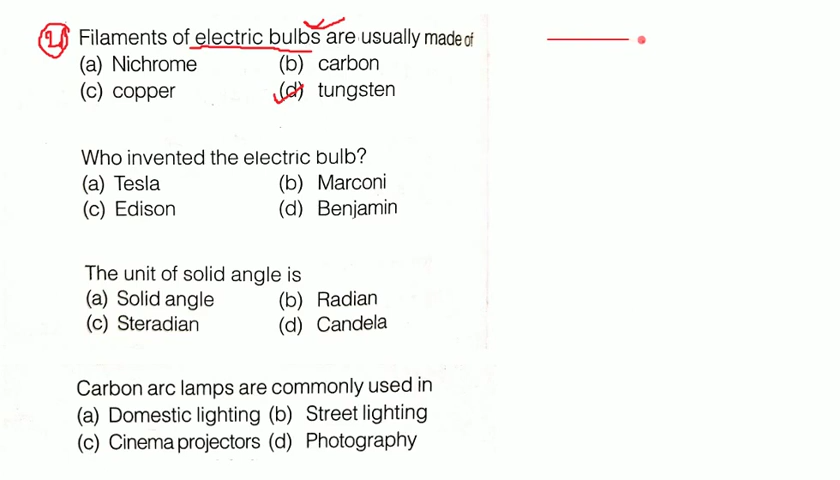 Filaments of electric bulbs are usually made of
(a) Nichrome (b) carbon
(c) copper (d) tungsten
Who invented the electric bulb?
(a) Tesla (b) Marconi
(c) Edison (d) Benjamin
The unit of solid angle is
(a) Solid angle (b) Radian
(c) Steradian (d) Candela
Carbon arc lamps are commonly used in
(a) Domestic lighting (b) Street lighting
(c) Cinema projectors (d) Photography